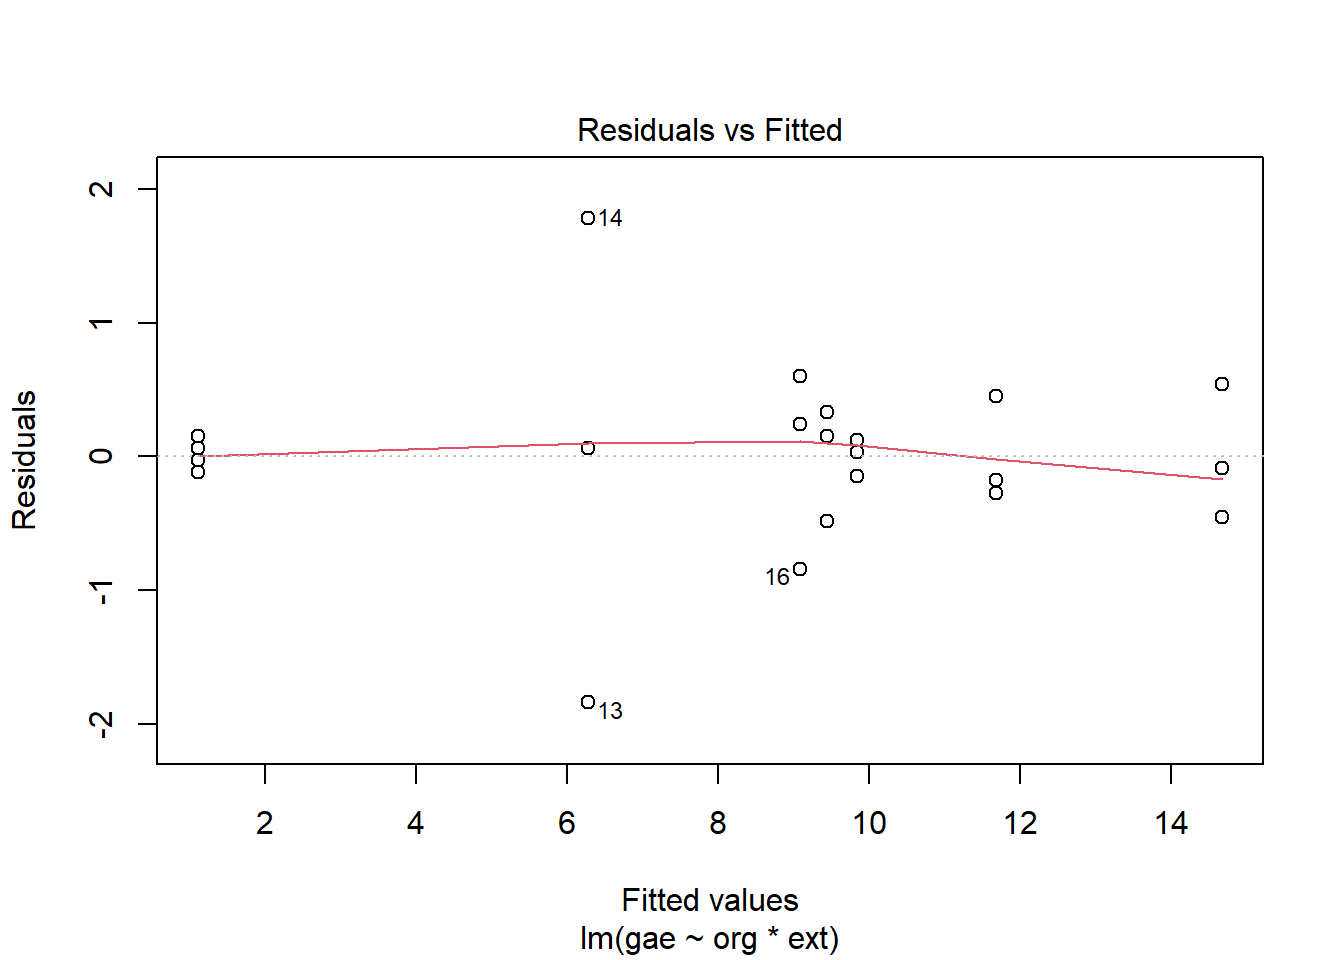 Residuals vs Fitted
2
1
0
-1
-2
Residuals
14
16
13
2 4 6 8 10 12 14
Fitted values
lm(gae ~ org * ext)